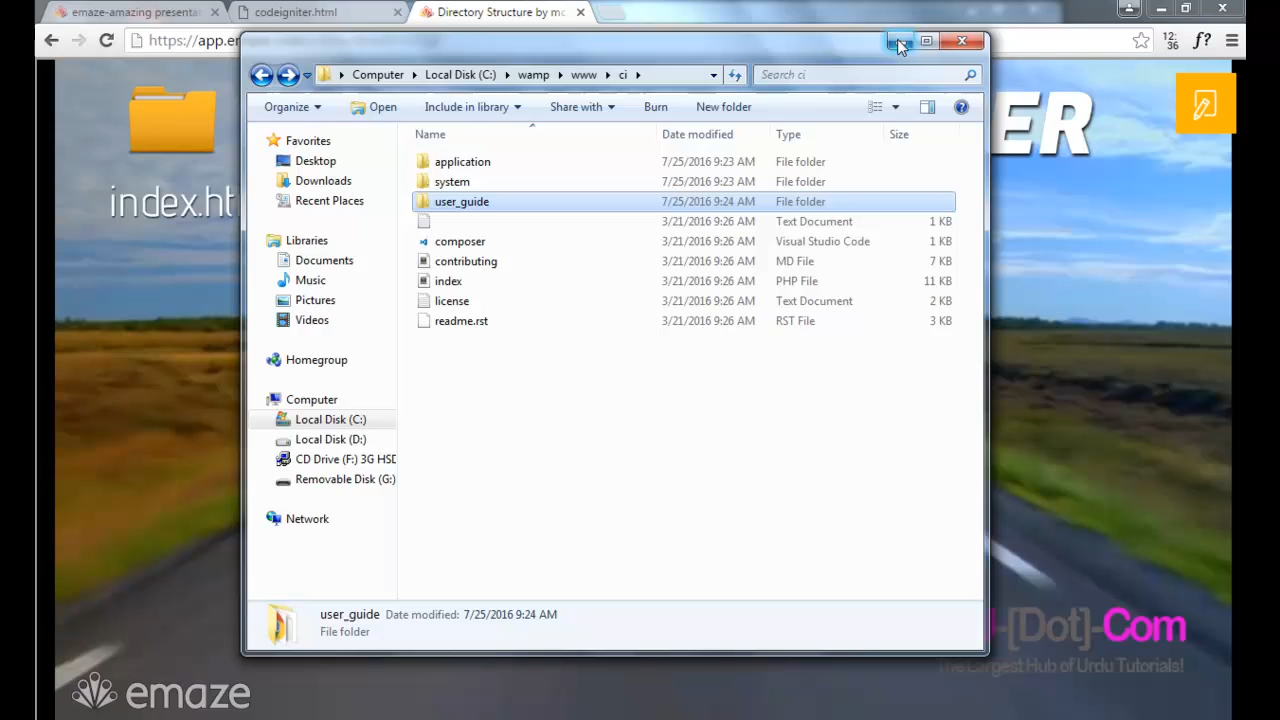 emaze-amazing presenta
codeigniter.html
Directory Structure by mo
https://app.e
12:
36
f?
Computer
Local Disk (C:)
wamp
www
ci
Search ci
Organize
Open
Include in library
Share with
Burn
New folder
Name
Date modified
Type
Size
Favorites
Desktop
Downloads
Recent Places
Libraries
Documents
Music
Pictures
Videos
Homegroup
Computer
Local Disk (C:)
Local Disk (D:)
CD Drive (F:) 3G HSD
Removable Disk (G:)
Network
application 7/25/2016 9:23 AM File folder
system 7/25/2016 9:23 AM File folder
user_guide 7/25/2016 9:24 AM File folder
3/21/2016 9:26 AM Text Document 1 KB
composer 3/21/2016 9:26 AM Visual Studio Code 1 KB
contributing 3/21/2016 9:26 AM MD File 7 KB
index 3/21/2016 9:26 AM PHP File 11 KB
license 3/21/2016 9:26 AM Text Document 2 KB
readme.rst 3/21/2016 9:26 AM RST File 3 KB
user_guide Date modified: 7/25/2016 9:24 AM
File folder
index.ht
ER
-[Dot]-Com
The Largest Hub of Urdu Tutorials!
emaze